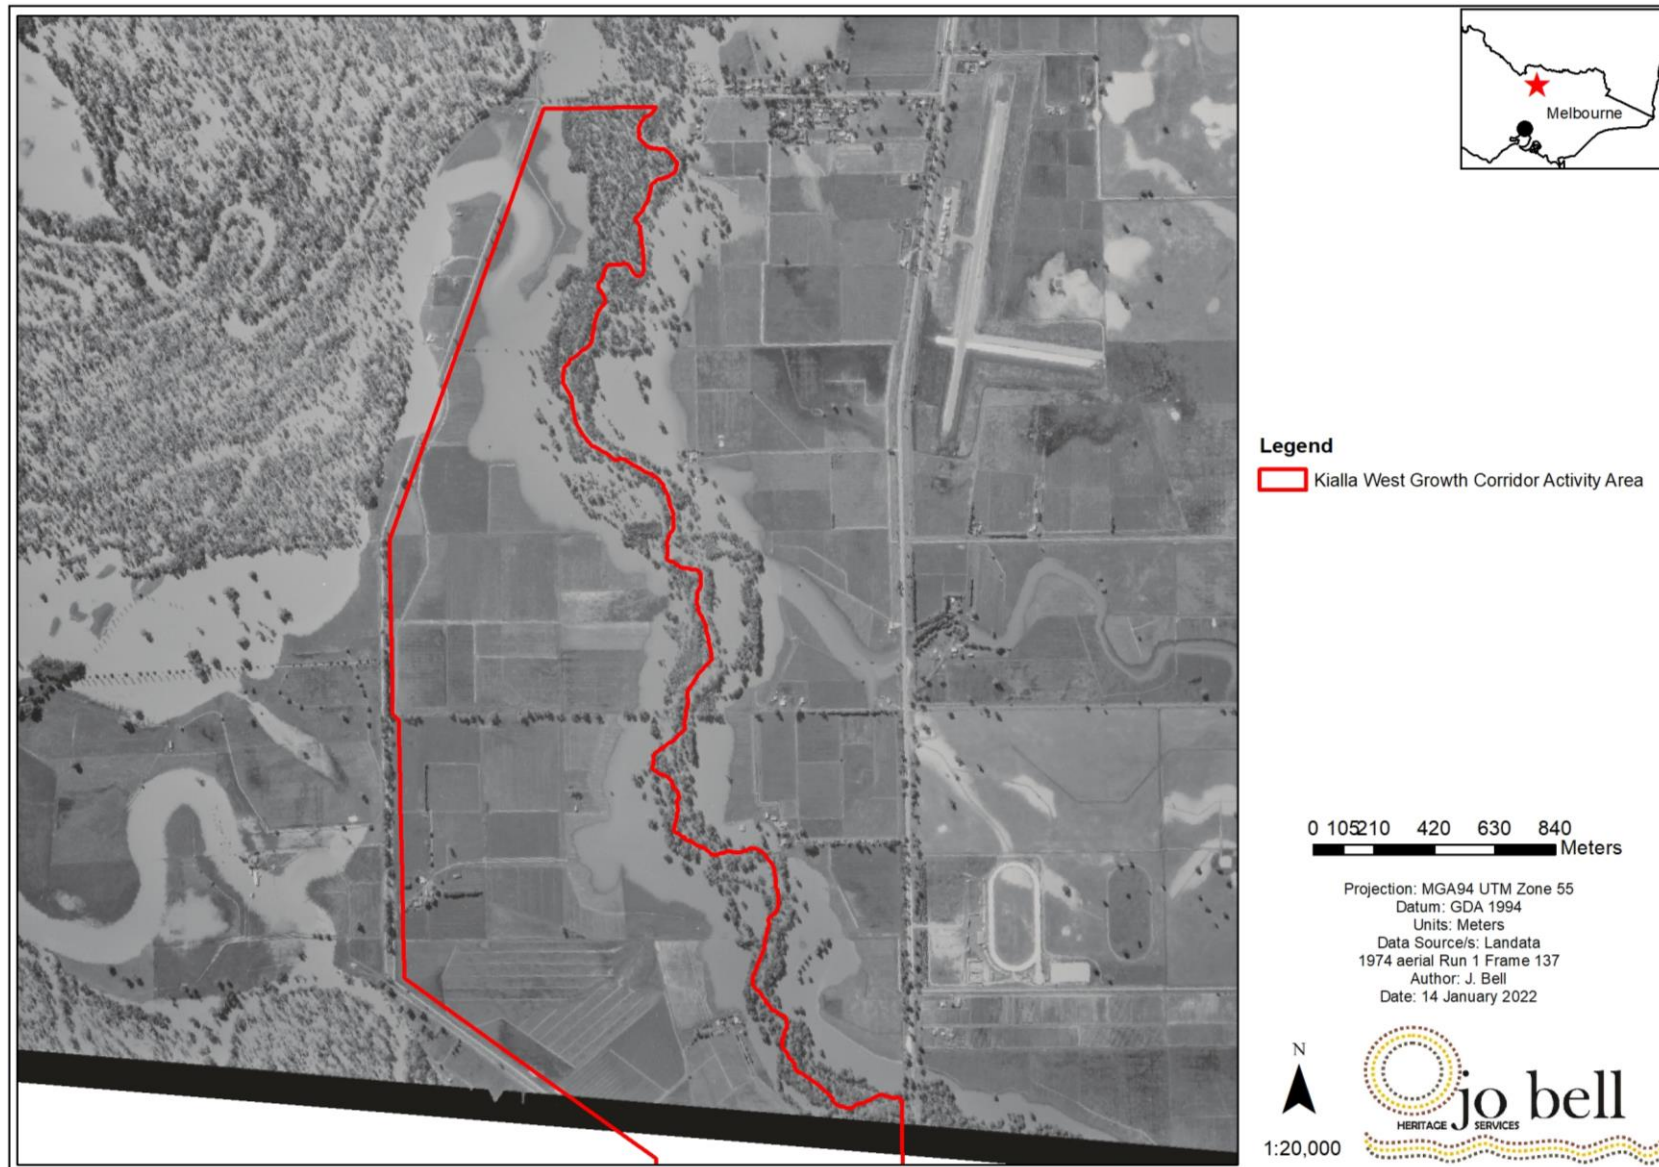 Melbourne
Legend
Kialla West Growth Corridor Activity Area
0 105210 420 630 840
Meters
Projection: MGA94 UTM Zone 55
Datum: GDA 1994
Units: Meters
Data Source/s: Landata
1974 aerial Run 1 Frame 137
Author: J. Bell
Date: 14 January 2022
N
1:20,000
jo bell
HERITAGE SERVICES